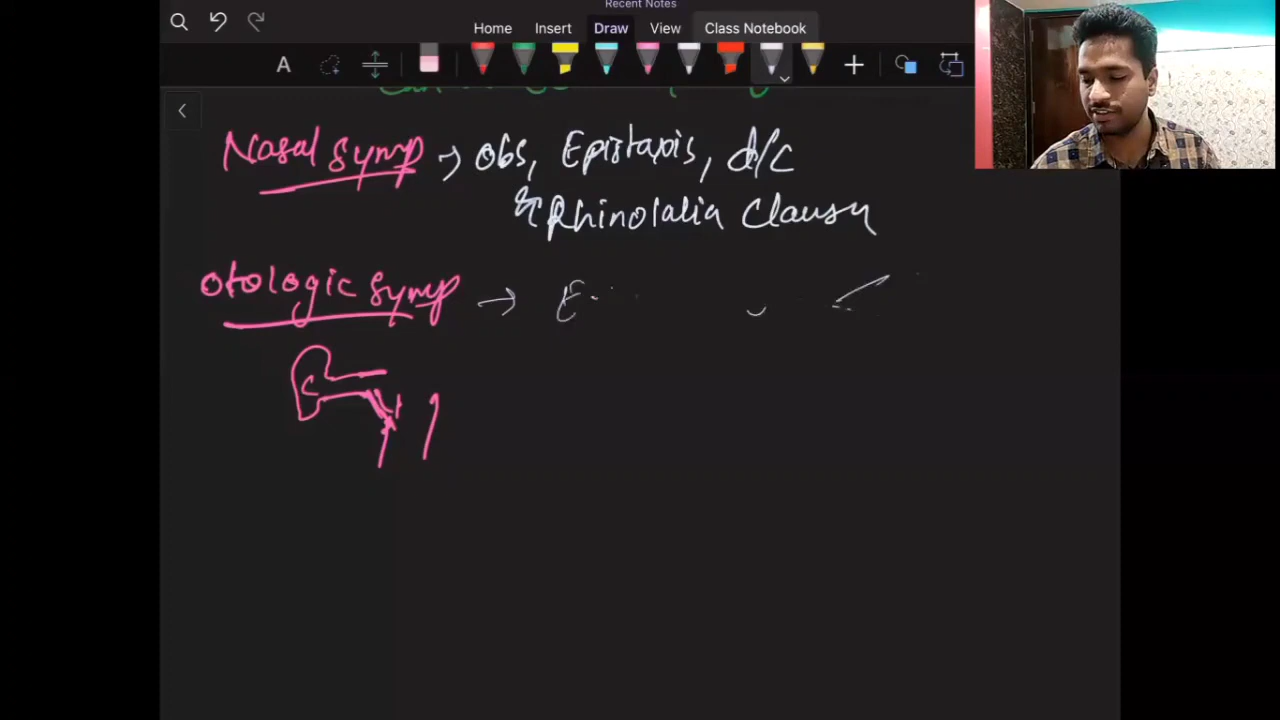 Recent Notes
Home Insert Draw View Class Notebook
A
Nasal Symp → obs, Epistaxis, d/c
& Rhinolalia Clausa
otologic Symp →